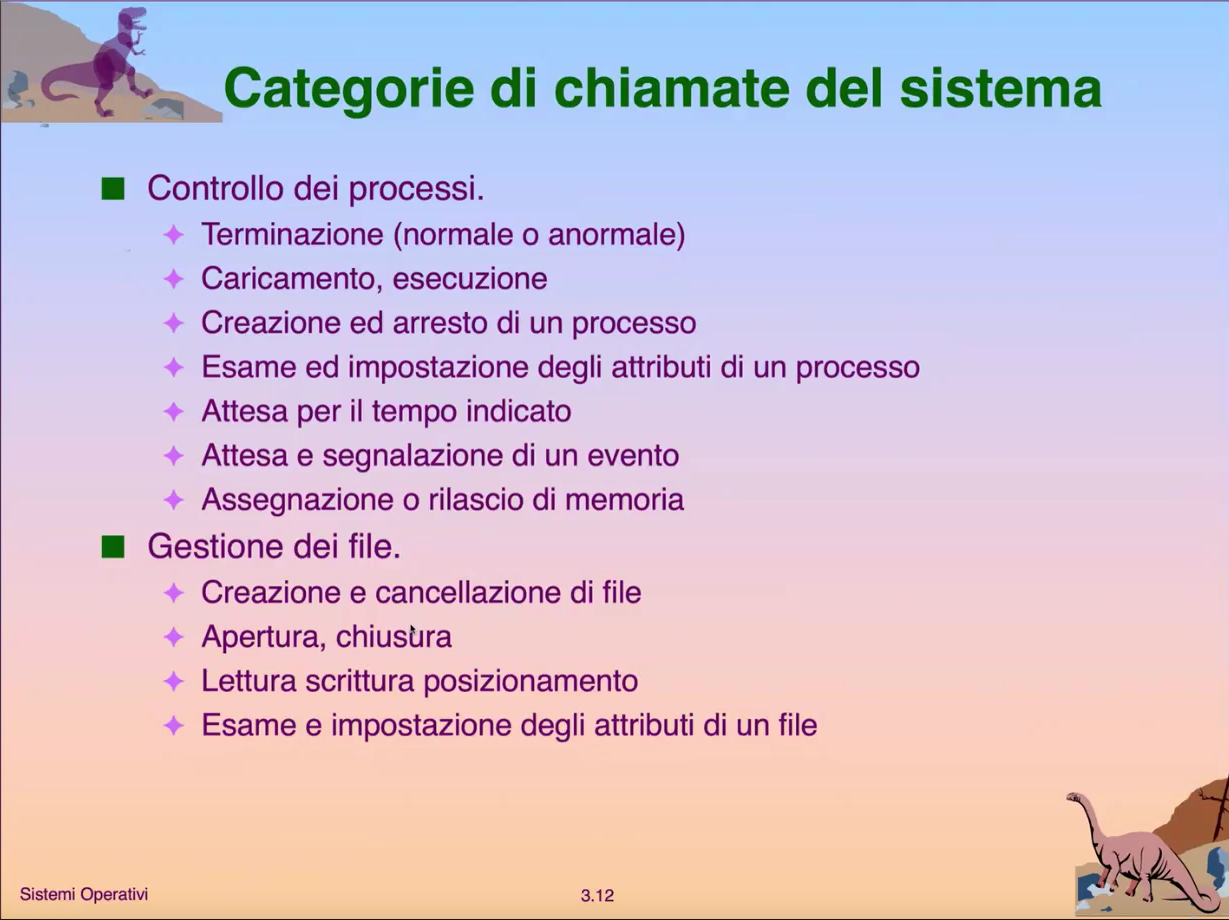 Categorie di chiamate del sistema
Controllo dei processi.
Terminazione (normale o anormale)
Caricamento, esecuzione
Creazione ed arresto di un processo
Esame ed impostazione degli attributi di un processo
Attesa per il tempo indicato
Attesa e segnalazione di un evento
Assegnazione o rilascio di memoria
Gestione dei file.
Creazione e cancellazione di file
Apertura, chiusura
Lettura scrittura posizionamento
Esame e impostazione degli attributi di un file
Sistemi Operativi
3.12